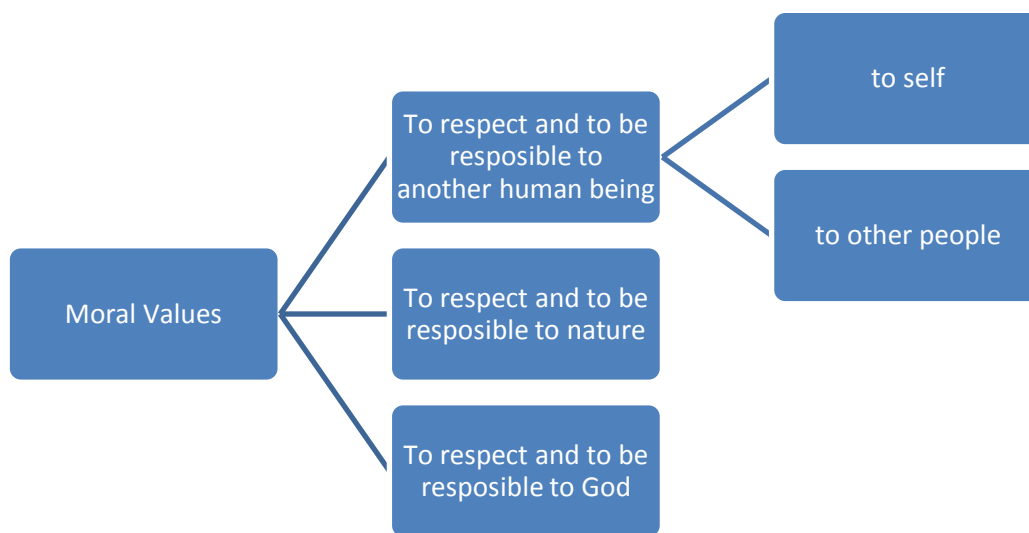 Moral Values
To respect and to be
resposible to
another human being
to self
to other people
To respect and to be
resposible to nature
To respect and to be
resposible to God